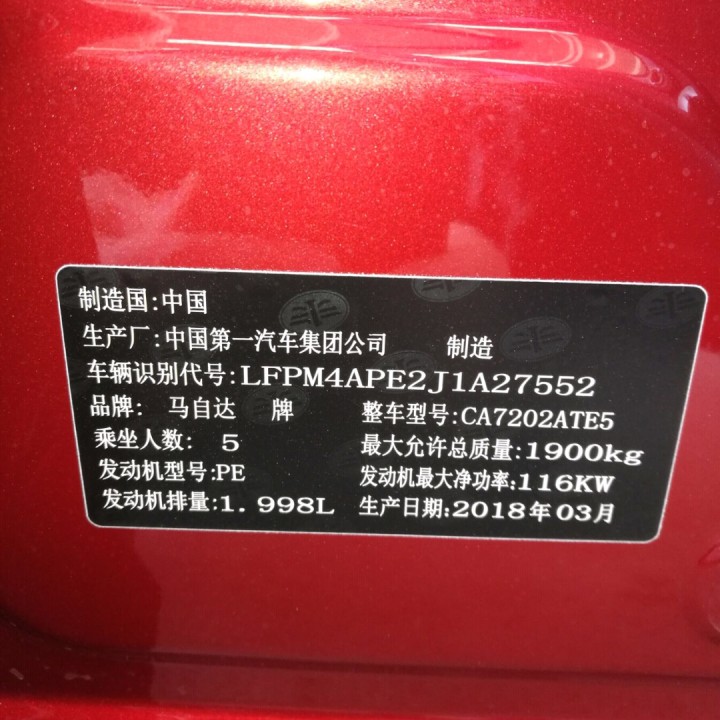 制造国:中国
生产厂:中国第一汽车集团公司 制造
车辆识别代号:LFPM4APE2J1A27552
品牌: 马自达 牌 整车型号:CA7202ATE5
乘坐人数: 5 最大允许总质量:1900kg
发动机型号:PE 发动机最大净功率:116KW
发动机排量:1.998L 生产日期:2018年03月